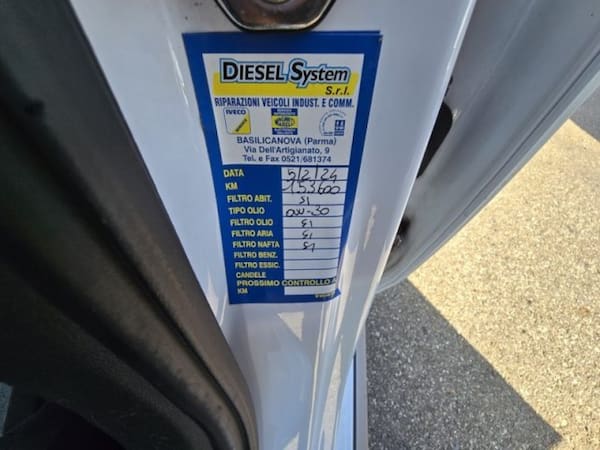 DIESEL System
S.r.l.
RIPARAZIONI VEICOLI INDUST. E COMM.
IVECO
BASILICANOVA (Parma)
Via Dell'Artigianato, 9
Tel. e Fax 0521/681374
DATA 5/2/24
KM 153600
FILTRO ABIT. SI
TIPO OLIO 0W-30
FILTRO OLIO SI
FILTRO ARIA SI
FILTRO NAFTA SI
FILTRO BENZ.
FILTRO ESSIC.
CANDELE
PROSSIMO CONTROLLO A
KM